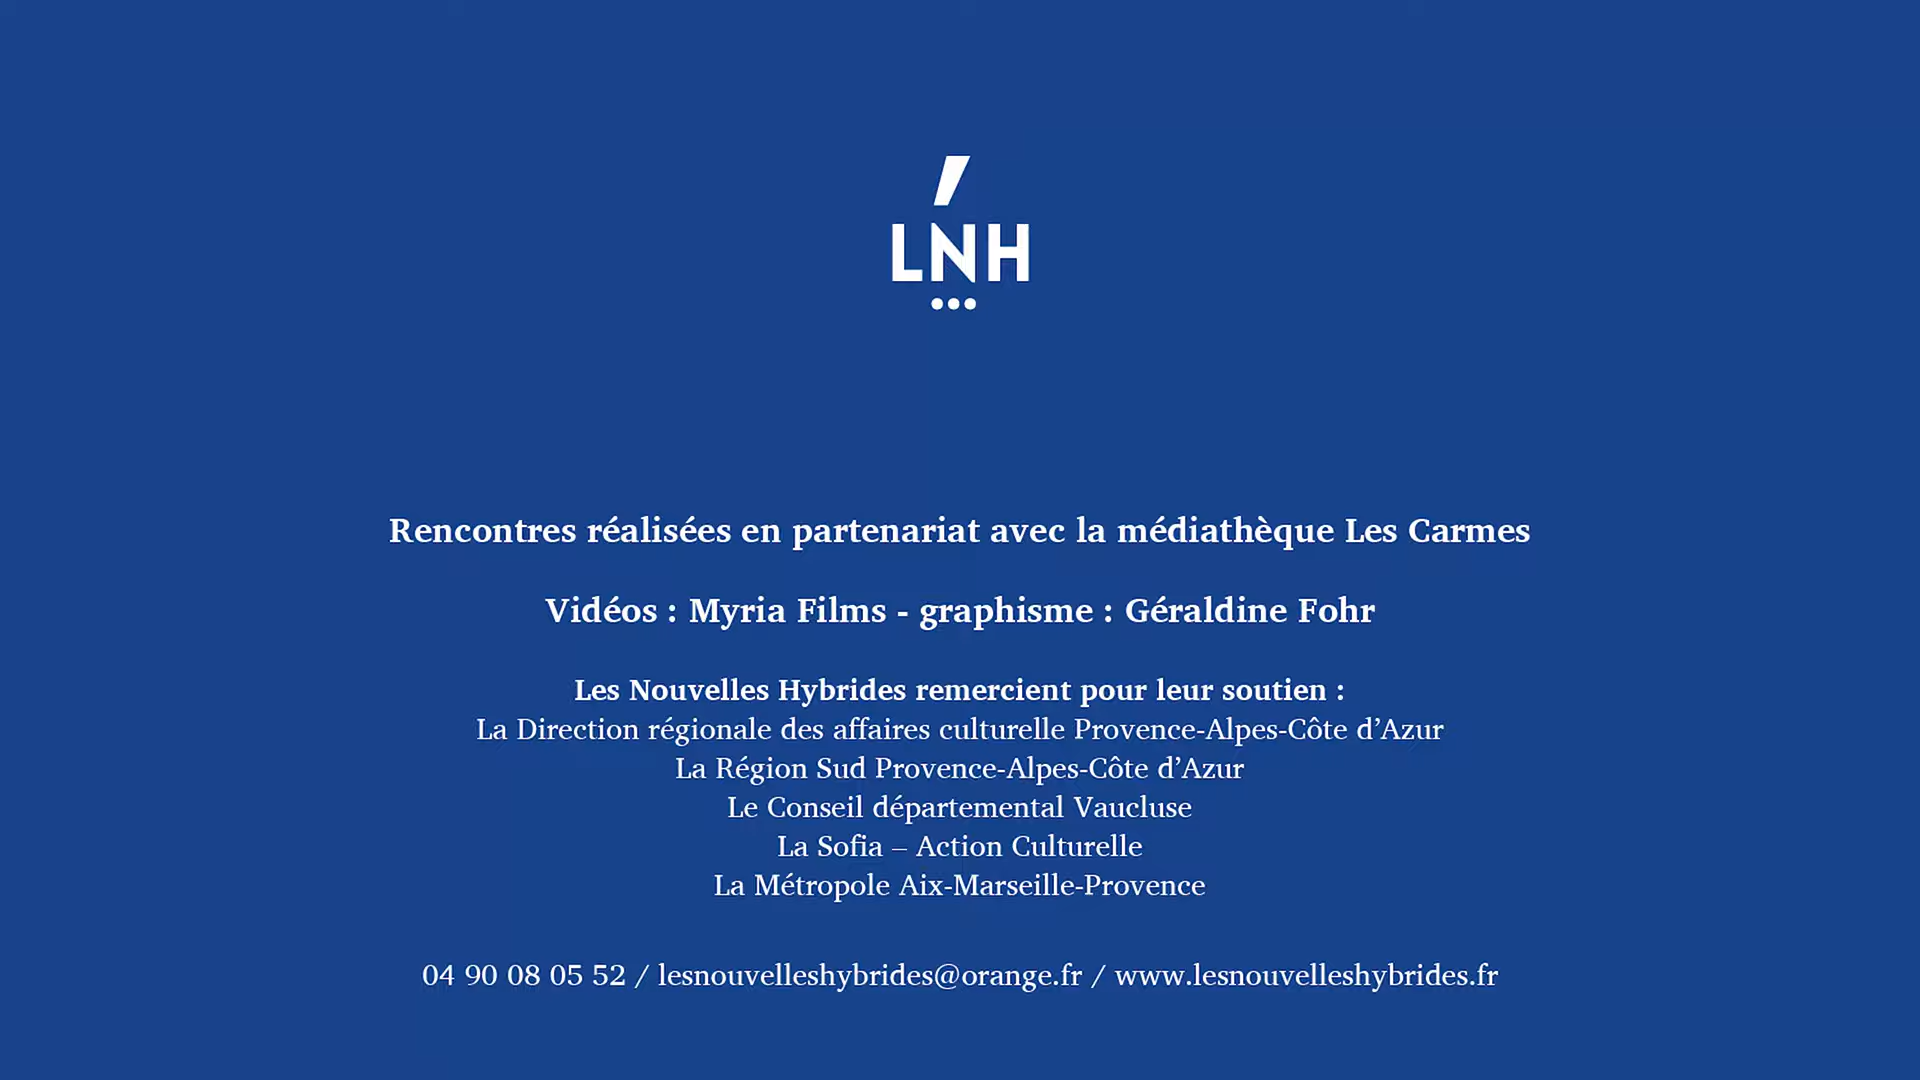 LNH
Rencontres réalisées en partenariat avec la médiathèque Les Carmes
Vidéos : Myria Films - graphisme : Géraldine Fohr
Les Nouvelles Hybrides remercient pour leur soutien :
La Direction régionale des affaires culturelle Provence-Alpes-Côte d’Azur
La Région Sud Provence-Alpes-Côte d’Azur
Le Conseil départemental Vaucluse
La Sofia – Action Culturelle
La Métropole Aix-Marseille-Provence
04 90 08 05 52 / lesnouvelleshybrides@orange.fr / www.lesnouvelleshybrides.fr